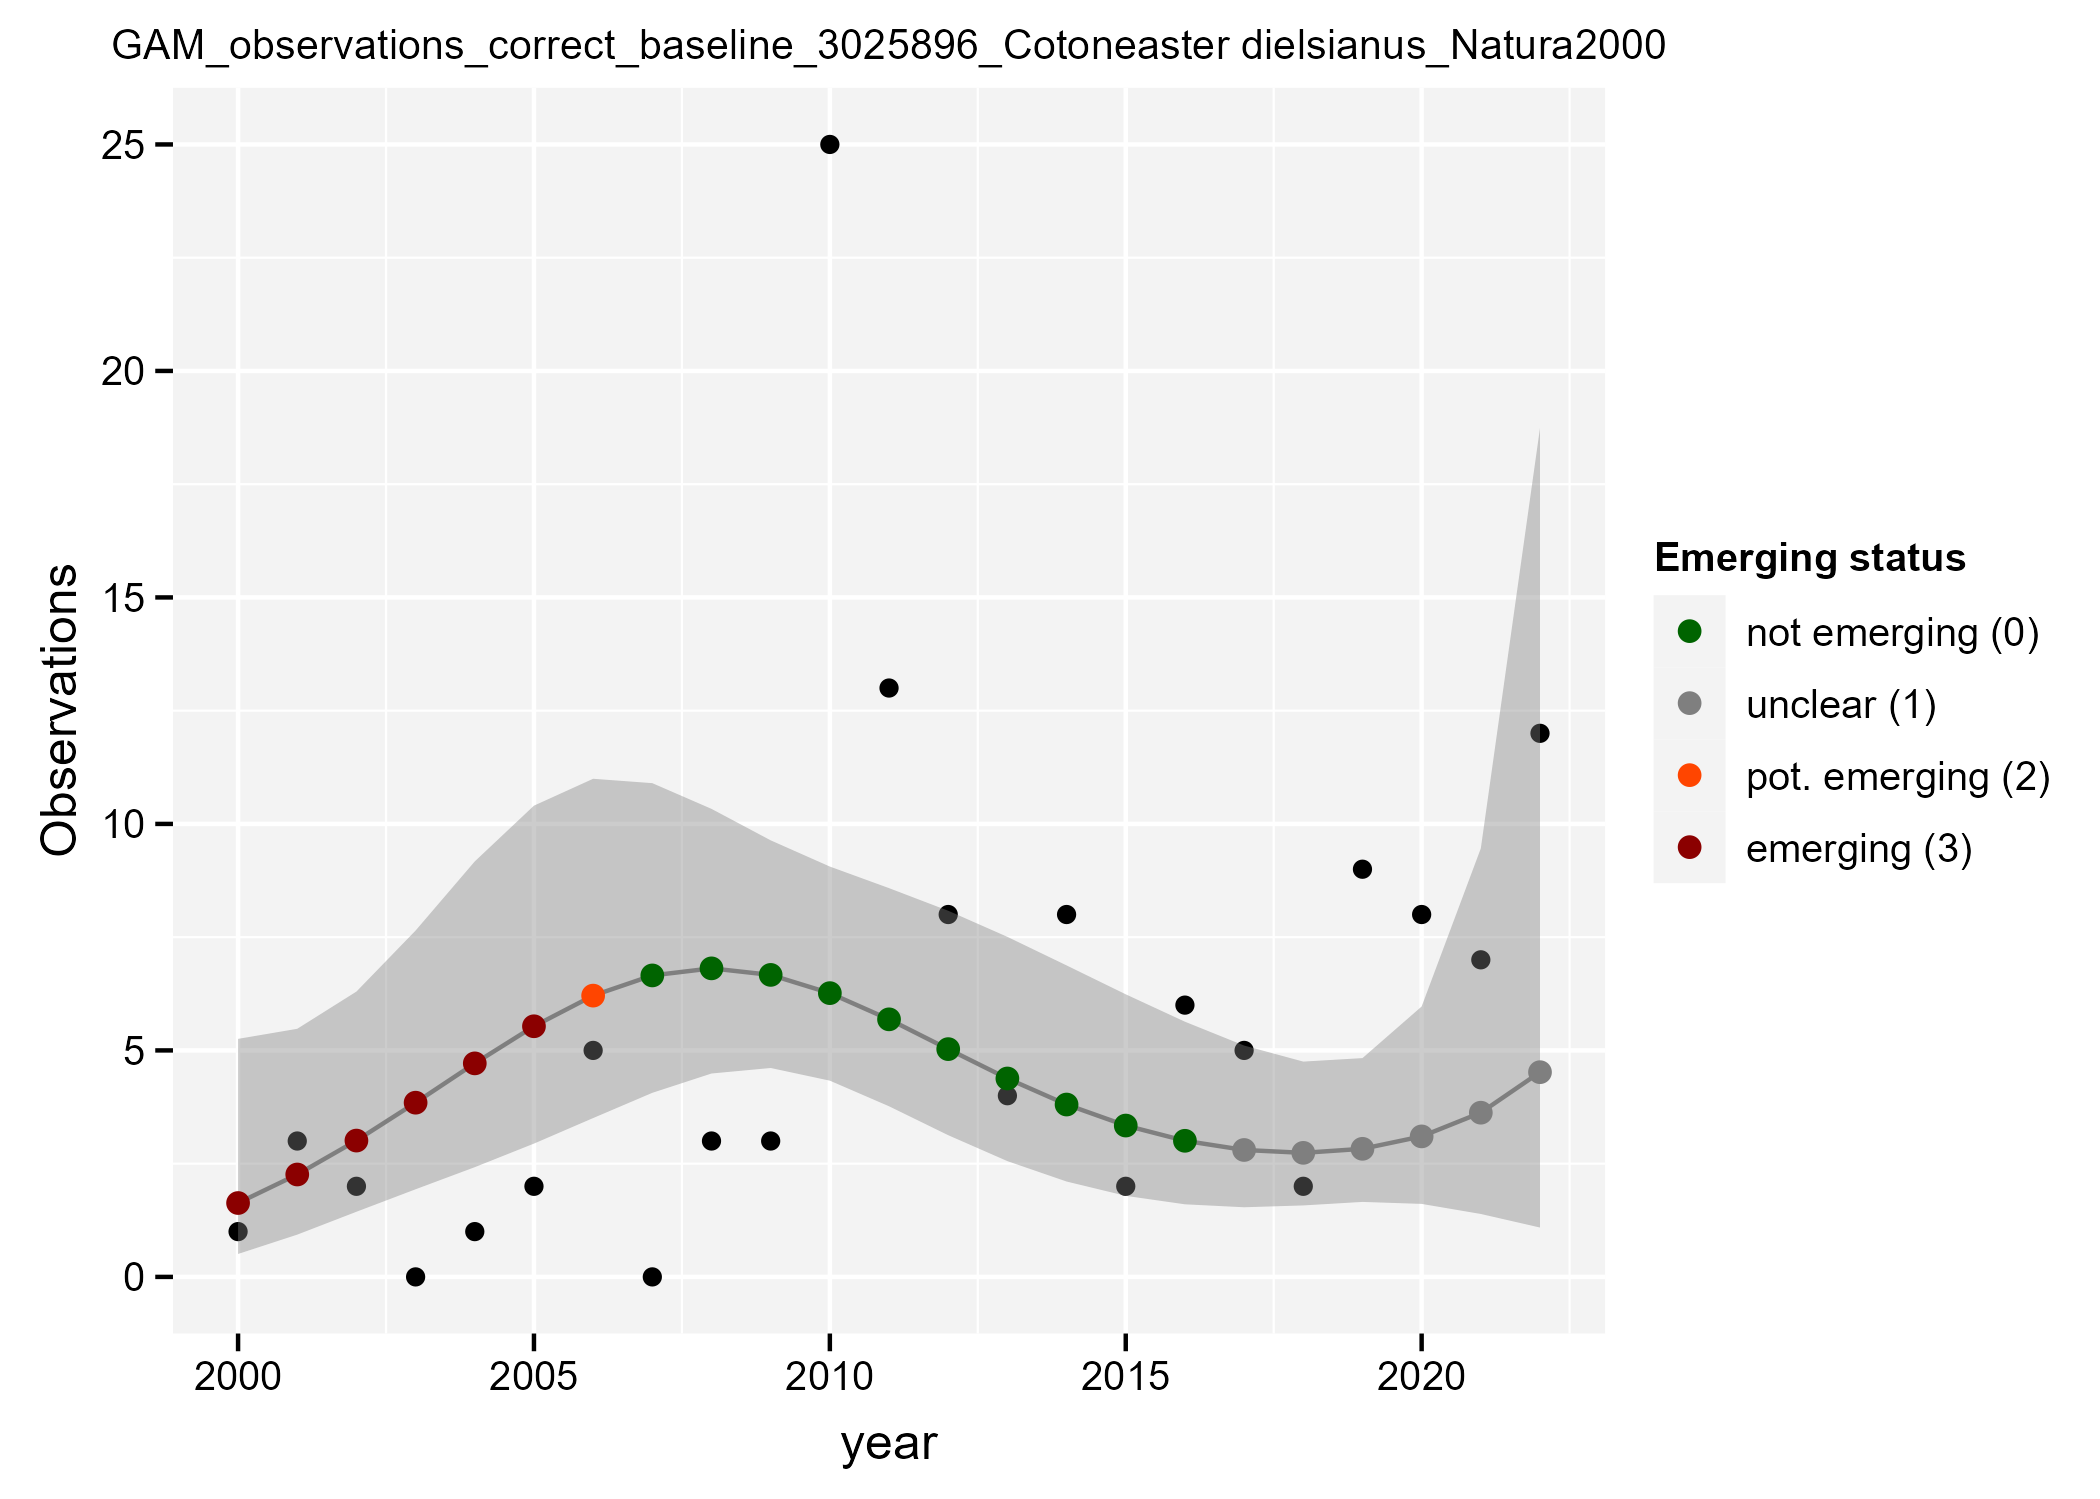 GAM_observations_correct_baseline_3025896_Cotoneaster dielsianus_Natura2000
25
20
15
10
5
0
Observations
2000
2005
2010
2015
2020
year
Emerging status
not emerging (0)
unclear (1)
pot. emerging (2)
emerging (3)